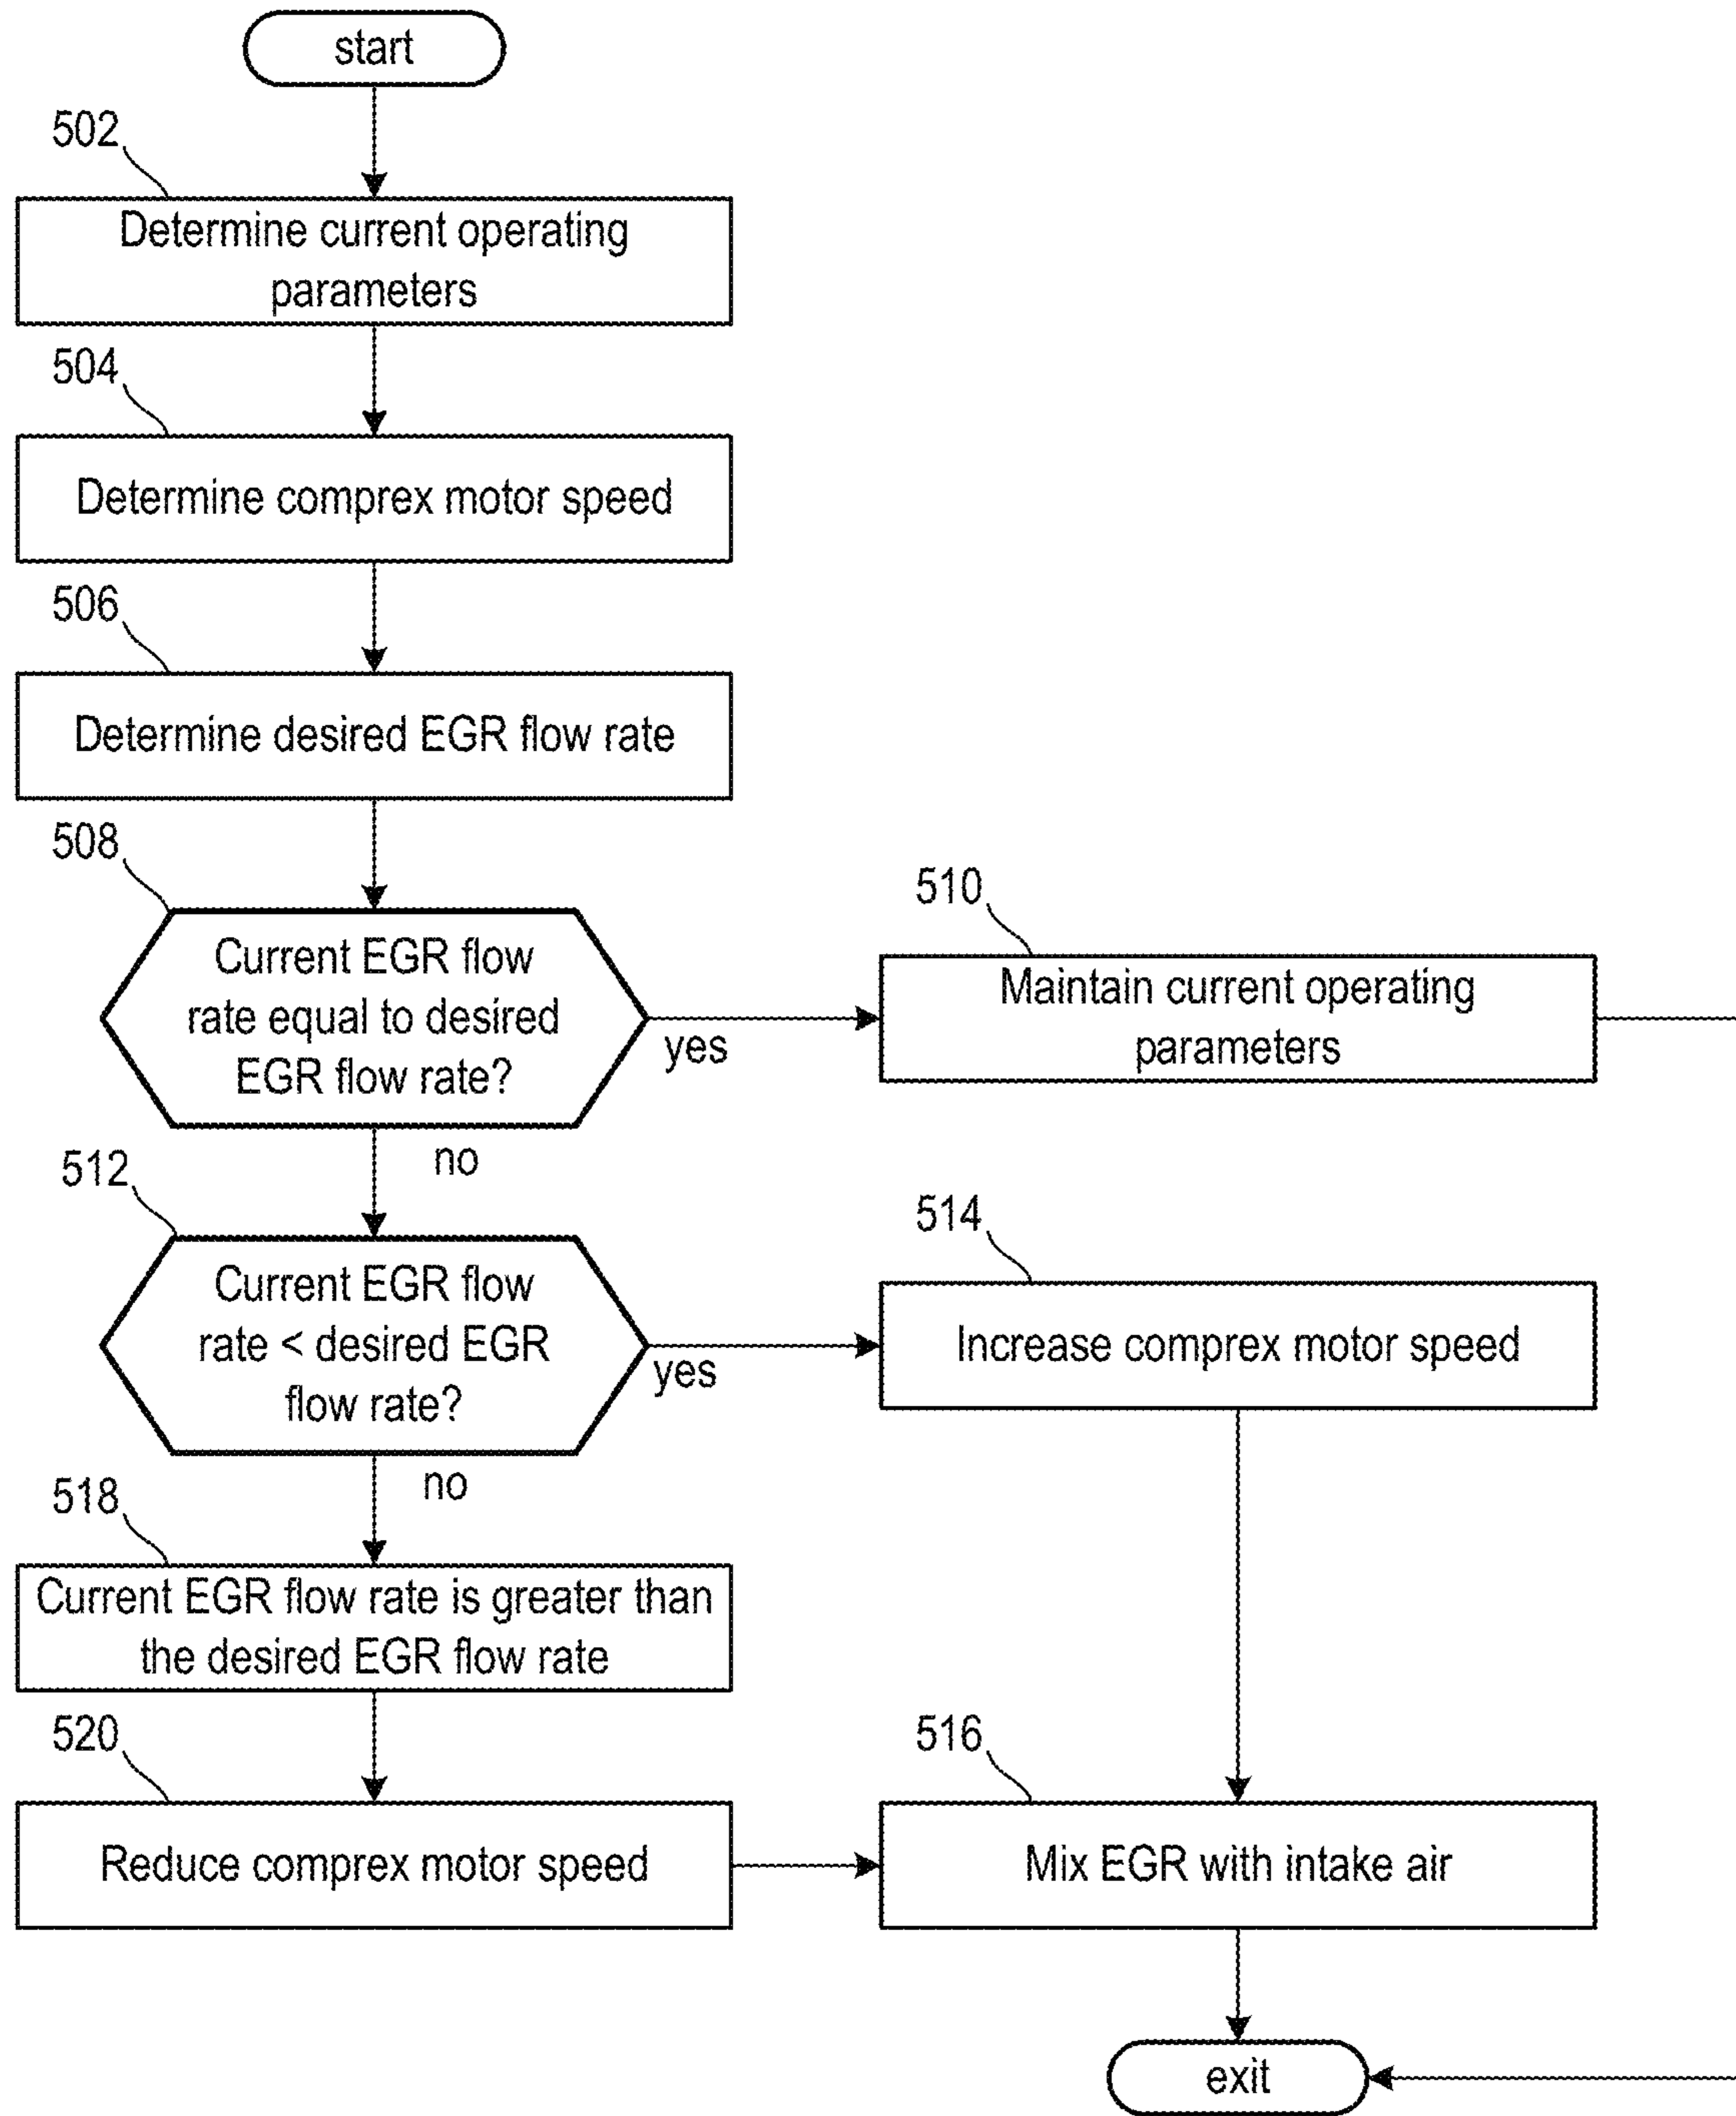 start
502
Determine current operating
parameters
504
Determine comprex motor speed
506
Determine desired EGR flow rate
508
Current EGR flow
rate equal to desired
EGR flow rate?
yes
510
Maintain current operating
parameters
no
512
Current EGR flow
rate < desired EGR
flow rate?
yes
514
Increase comprex motor speed
no
518
Current EGR flow rate is greater than
the desired EGR flow rate
520
Reduce comprex motor speed
516
Mix EGR with intake air
exit